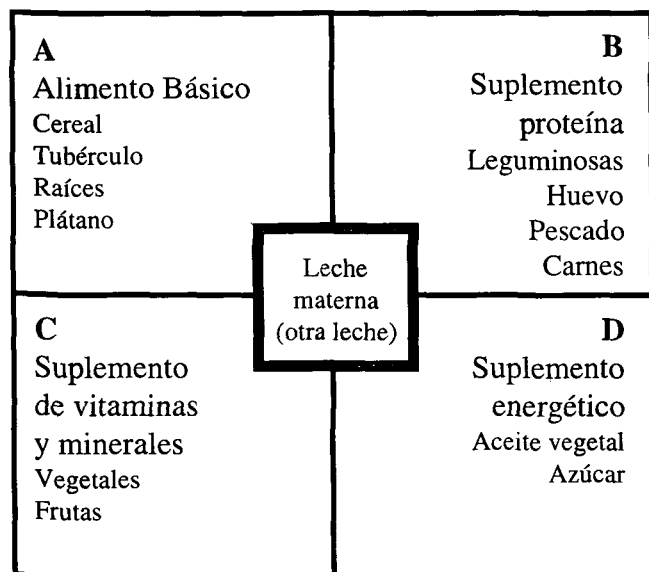 A
Alimento Básico
Cereal
Tubérculo
Raíces
Plátano
B
Suplemento
proteína
Leguminosas
Huevo
Pescado
Carnes
Leche
materna
(otra leche)
C
Suplemento
de vitaminas
y minerales
Vegetales
Frutas
D
Suplemento
energético
Aceite vegetal
Azúcar